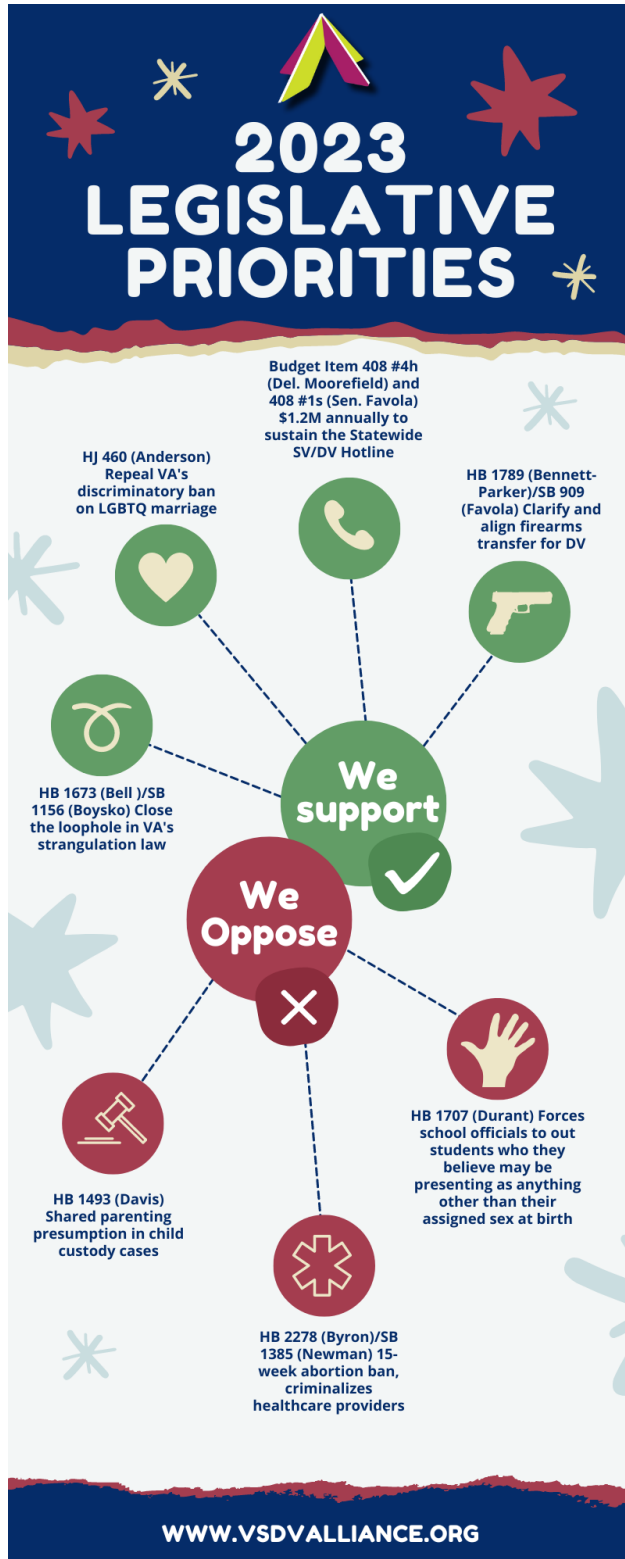 2023
LEGISLATIVE
PRIORITIES
Budget Item 408 #4h
(Del. Moorefield) and
408 #1s (Sen. Favola)
$1.2M annually to
sustain the Statewide
SV/DV Hotline
HJ 460 (Anderson)
Repeal VA's
discriminatory ban
on LGBTQ marriage
HB 1789 (Bennett-
Parker)/SB 909
(Favola) Clarify and
align firearms
transfer for DV
HB 1673 (Bell )/SB
1156 (Boysko) Close
the loophole in VA's
strangulation law
We
support
We
Oppose
HB 1707 (Durant) Forces
school officials to out
students who they
believe may be
presenting as anything
other than their
assigned sex at birth
HB 1493 (Davis)
Shared parenting
presumption in child
custody cases
HB 2278 (Byron)/SB
1385 (Newman) 15-
week abortion ban,
criminalizes
healthcare providers
WWW.VSDVALLIANCE.ORG